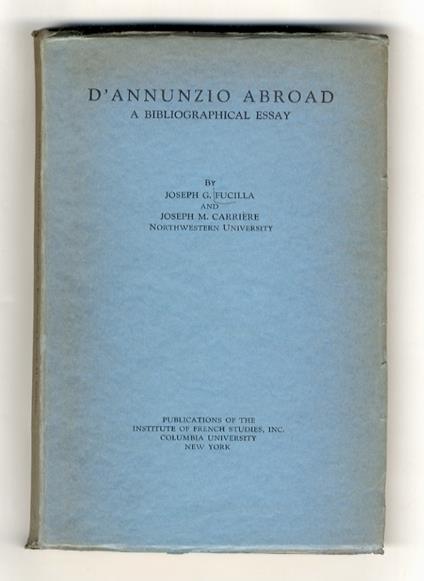 D'ANNUNZIO ABROAD
A BIBLIOGRAPHICAL ESSAY
BY
JOSEPH G. FUCILLA
AND
JOSEPH M. CARRIÈRE
NORTHWESTERN UNIVERSITY
PUBLICATIONS OF THE
INSTITUTE OF FRENCH STUDIES, INC.
COLUMBIA UNIVERSITY
NEW YORK